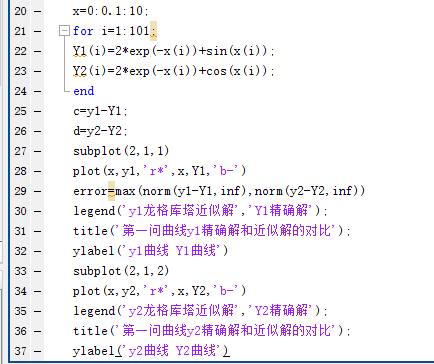 20 - x=0:0.1:10;
21 - for i=1:101;
22 - Y1(i)=2*exp(-x(i))+sin(x(i));
23 - Y2(i)=2*exp(-x(i))+cos(x(i));
24 - end
25 - c=y1-Y1;
26 - d=y2-Y2;
27 - subplot(2,1,1)
28 - plot(x,y1,'r*',x,Y1,'b-')
29 - error=max(norm(y1-Y1,inf),norm(y2-Y2,inf))
30 - legend('y1龙格库塔近似解','Y1精确解');
31 - title('第一问曲线y1精确解和近似解的对比');
32 - ylabel('y1曲线 Y1曲线')
33 - subplot(2,1,2)
34 - plot(x,y2,'r*',x,Y2,'b-')
35 - legend('y2龙格库塔近似解','Y2精确解');
36 - title('第一问曲线y2精确解和近似解的对比');
37 - ylabel('y2曲线 Y2曲线')